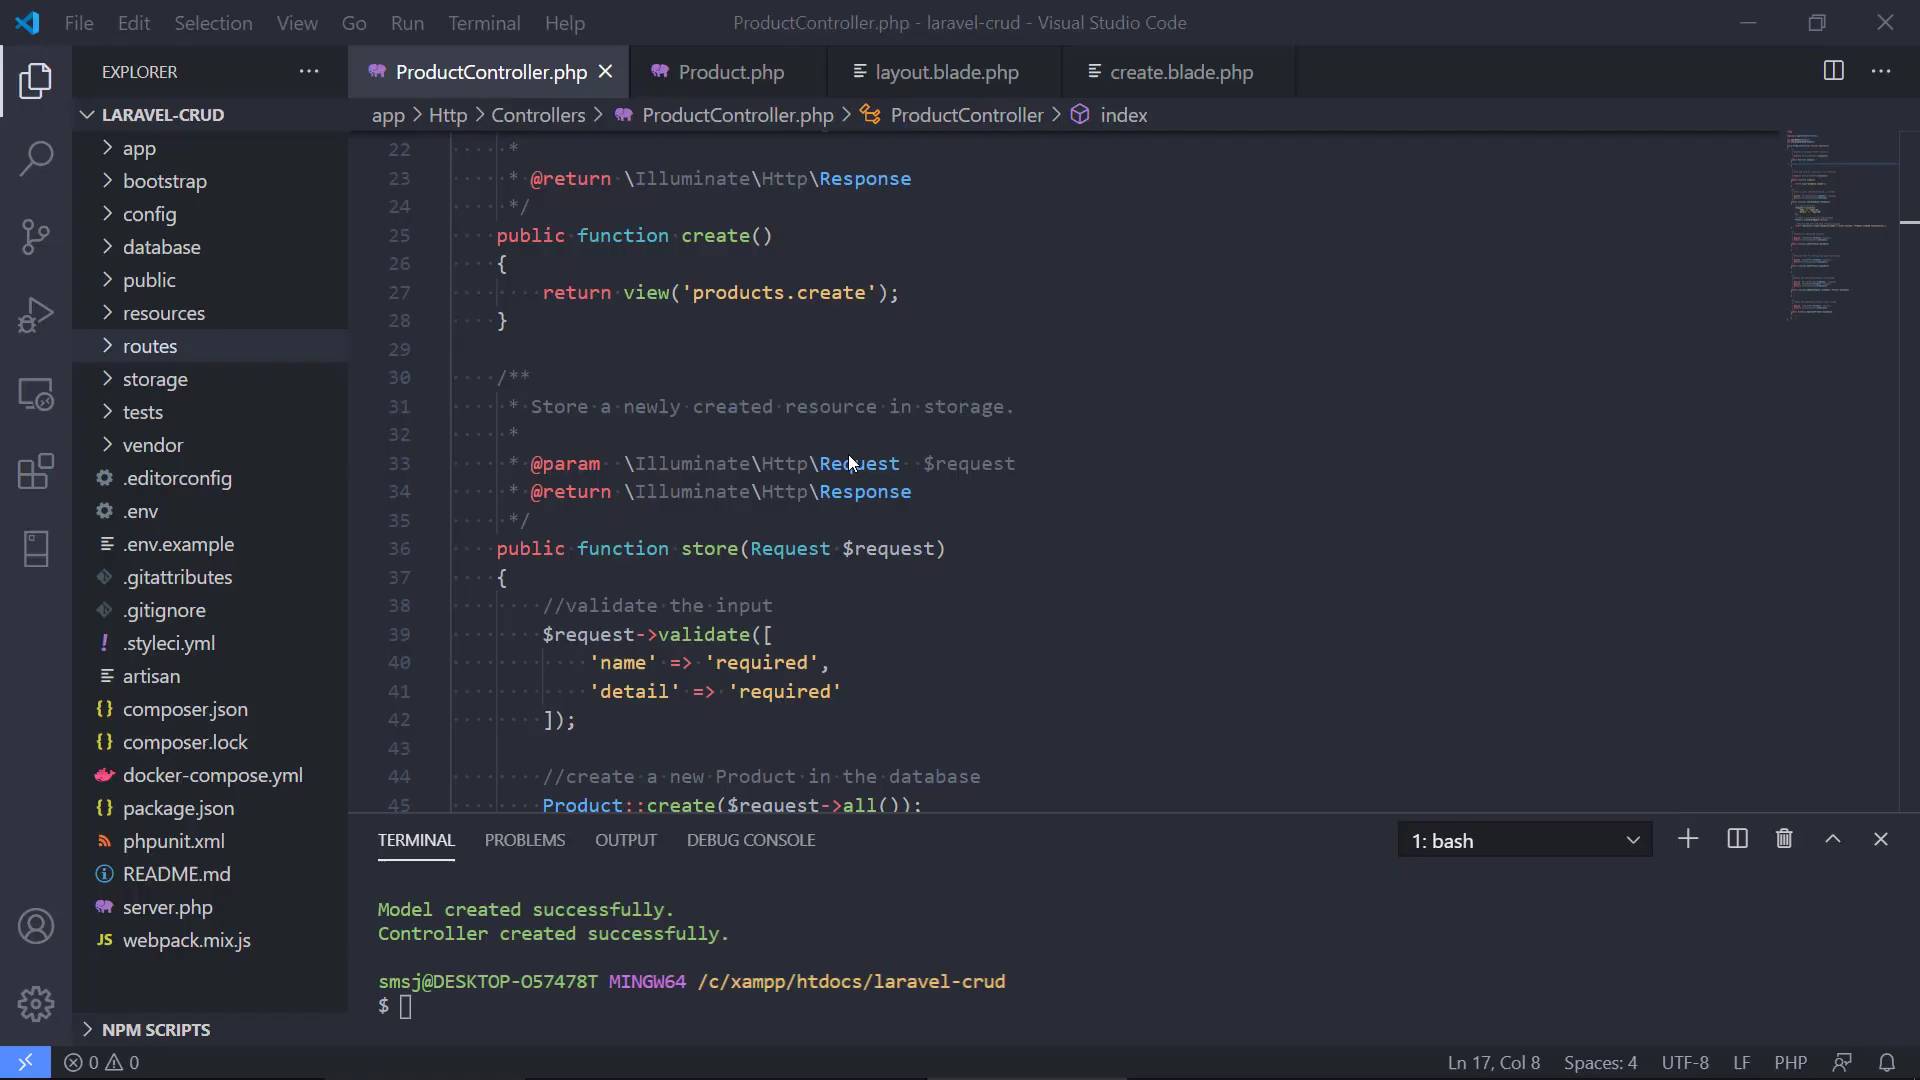 File Edit Selection View Go Run Terminal Help
ProductController.php - laravel-crud - Visual Studio Code
EXPLORER
ProductController.php
Product.php
layout.blade.php
create.blade.php
LARAVEL-CRUD
app > Http > Controllers > ProductController.php > ProductController > index
app
bootstrap
config
database
public
resources
routes
storage
tests
vendor
.editorconfig
.env
.env.example
.gitattributes
.gitignore
.styleci.yml
artisan
composer.json
composer.lock
docker-compose.yml
package.json
phpunit.xml
README.md
server.php
JS webpack.mix.js
NPM SCRIPTS
22 *
23 * @return \Illuminate\Http\Response
24 */
25 public function create()
26 {
27 return view('products.create');
28 }
29
30 /**
31 * Store a newly created resource in storage.
32 *
33 * @param \Illuminate\Http\Request $request
34 * @return \Illuminate\Http\Response
35 */
36 public function store(Request $request)
37 {
38 //validate the input
39 $request->validate([
40 'name' => 'required',
41 'detail' => 'required'
42 ]);
43
44 //create a new Product in the database
45 Product::create($request->all());
TERMINAL PROBLEMS OUTPUT DEBUG CONSOLE
1: bash
Model created successfully.
Controller created successfully.
smsj@DESKTOP-O57478T MINGW64 /c/xampp/htdocs/laravel-crud
$
0 0
Ln 17, Col 8 Spaces: 4 UTF-8 LF PHP